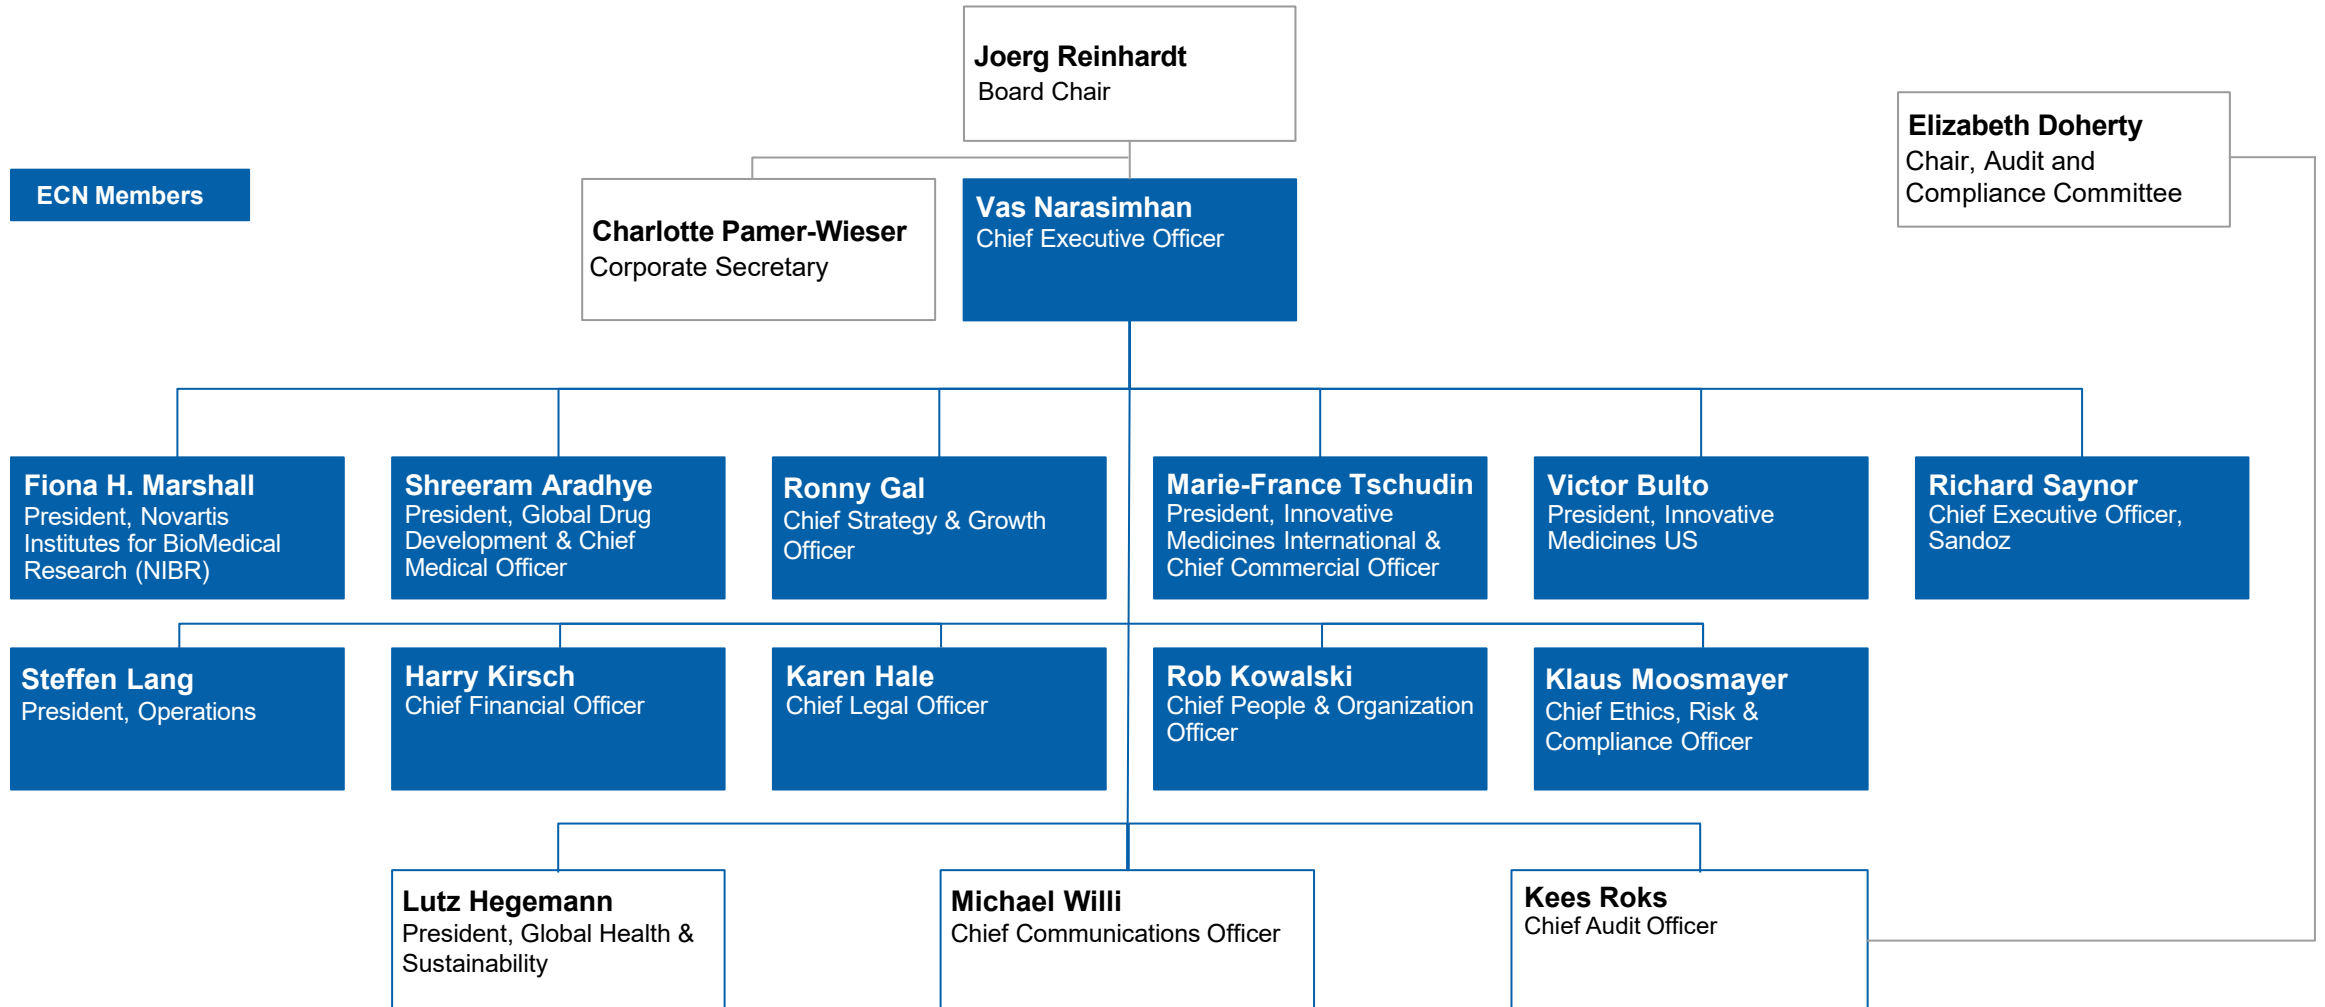 Joerg Reinhardt
Board Chair
Elizabeth Doherty
Chair, Audit and
Compliance Committee
ECN Members
Charlotte Pamer-Wieser
Corporate Secretary
Vas Narasimhan
Chief Executive Officer
Fiona H. Marshall
President, Novartis
Institutes for BioMedical
Research (NIBR)
Shreeram Aradhye
President, Global Drug
Development & Chief
Medical Officer
Ronny Gal
Chief Strategy & Growth
Officer
Marie-France Tschudin
President, Innovative
Medicines International &
Chief Commercial Officer
Victor Bulto
President, Innovative
Medicines US
Richard Saynor
Chief Executive Officer,
Sandoz
Steffen Lang
President, Operations
Harry Kirsch
Chief Financial Officer
Karen Hale
Chief Legal Officer
Rob Kowalski
Chief People & Organization
Officer
Klaus Moosmayer
Chief Ethics, Risk &
Compliance Officer
Lutz Hegemann
President, Global Health &
Sustainability
Michael Willi
Chief Communications Officer
Kees Roks
Chief Audit Officer